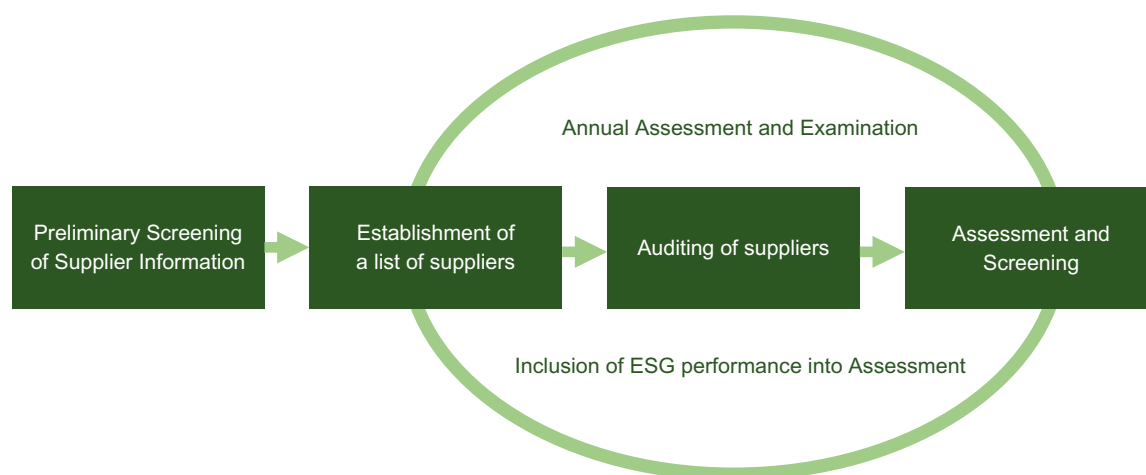 Annual Assessment and Examination
Preliminary Screening
of Supplier Information
Establishment of
a list of suppliers
Auditing of suppliers
Assessment and
Screening
Inclusion of ESG performance into Assessment